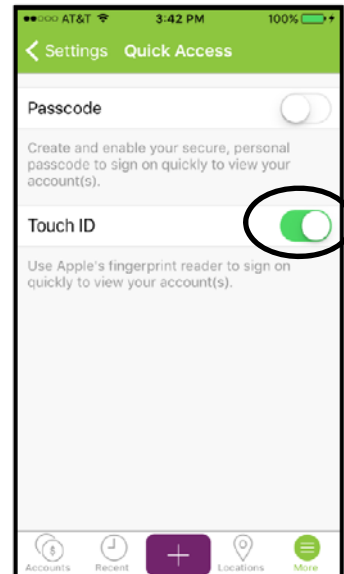 AT&T 3:42 PM 100%
Settings Quick Access
Passcode
Create and enable your secure, personal
passcode to sign on quickly to view your
account(s).
Touch ID
Use Apple's fingerprint reader to sign on
quickly to view your account(s).
$
Accounts Recent Locations More